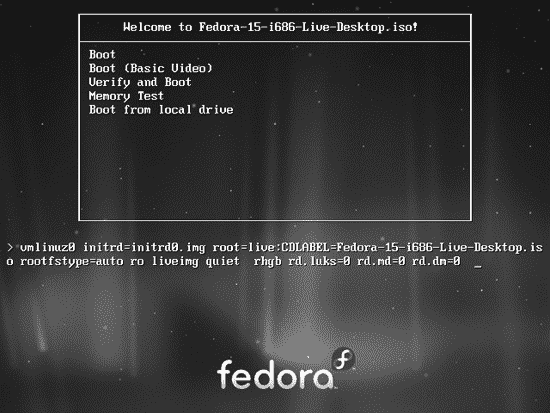 Welcome to Fedora-15-i686-Live-Desktop.iso!
Boot
Boot (Basic Video)
Verify and Boot
Memory Test
Boot from local drive
> vmlinuz0 initrd=initrd0.img root=live:CDLABEL=Fedora-15-i686-Live-Desktop.is
o rootfstype=auto ro liveimg quiet  rhgb rd.luks=0 rd.md=0 rd.dm=0  _
fedora